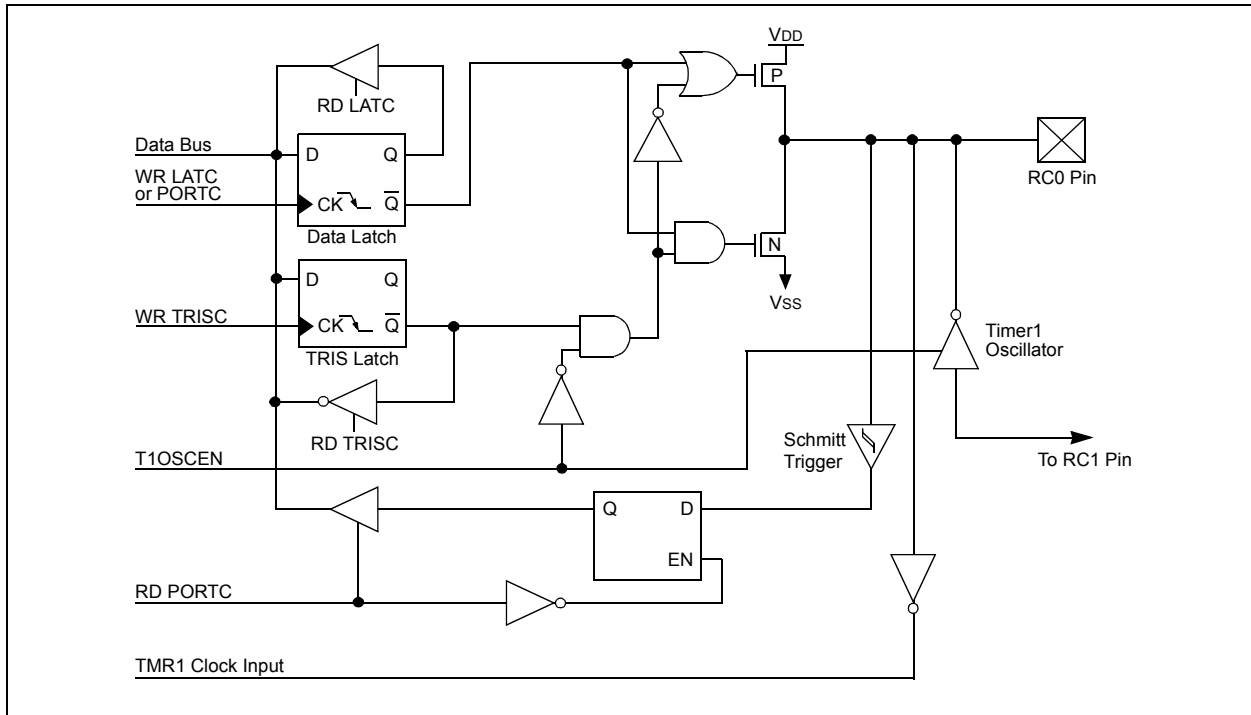 VDD
P
RD LATC
Data Bus
D Q
RC0 Pin
WR LATC
or PORTC
CK Q̅
Data Latch
N
D Q
VSS
WR TRISC
CK Q̅
TRIS Latch
Timer1
Oscillator
RD TRISC
Schmitt
Trigger
T1OSCEN
To RC1 Pin
Q D
EN
RD PORTC
TMR1 Clock Input